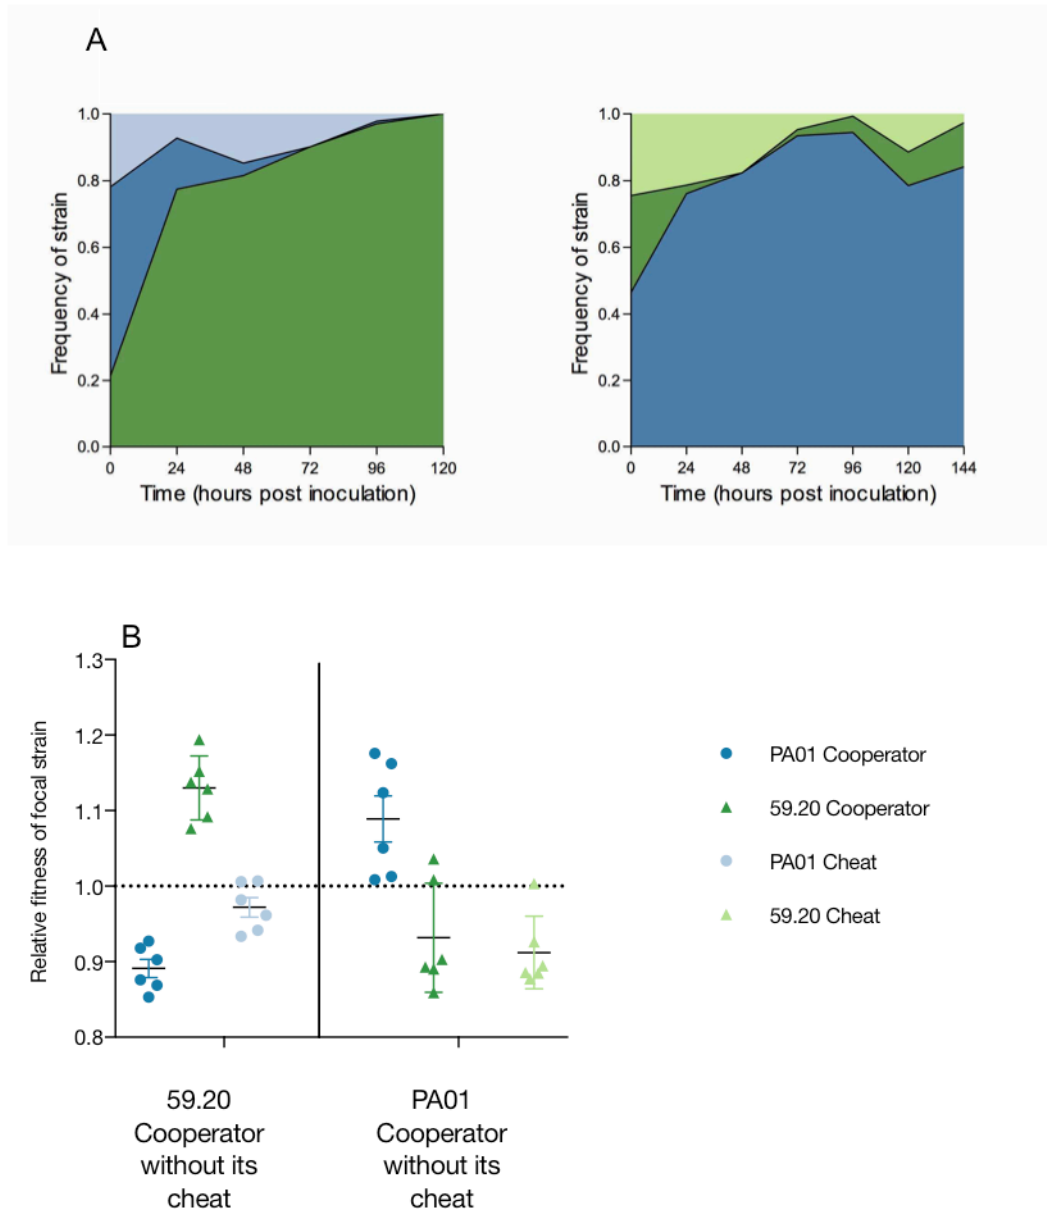 A
Frequency of strain
1.0
0.8
0.6
0.4
0.2
0.0
0 24 48 72 96 120
Time (hours post inoculation)
Frequency of strain
1.0
0.8
0.6
0.4
0.2
0.0
0 24 48 72 96 120 144
Time (hours post inoculation)
B
Relative fitness of focal strain
1.3
1.2
1.1
1.0
0.9
0.8
59.20
Cooperator
without its
cheat
PA01
Cooperator
without its
cheat
PA01 Cooperator
59.20 Cooperator
PA01 Cheat
59.20 Cheat